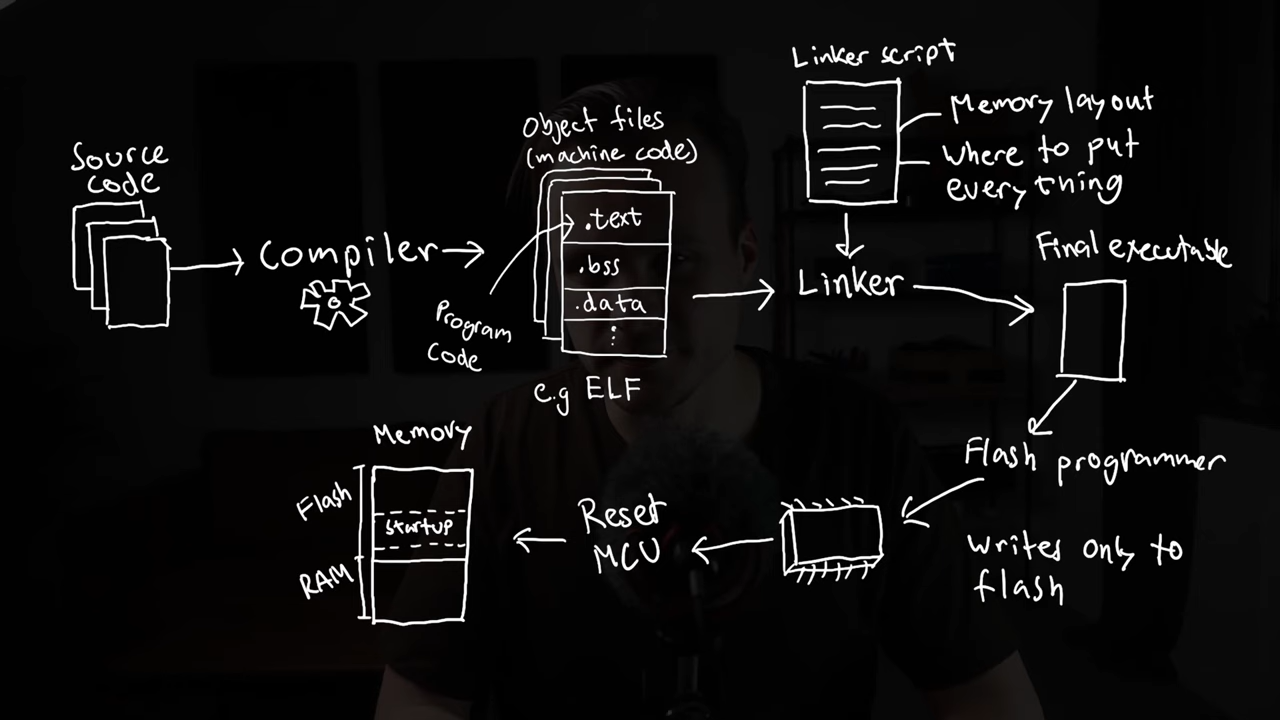 Source
code
Compiler
Object files
(machine code)
.text
.bss
.data
Program
Code
e.g ELF
Linker script
Memory layout
Where to put
everything
Linker
Final executable
Flash programmer
Writes only to
flash
Reset
MCU
Memory
Flash
startup
RAM